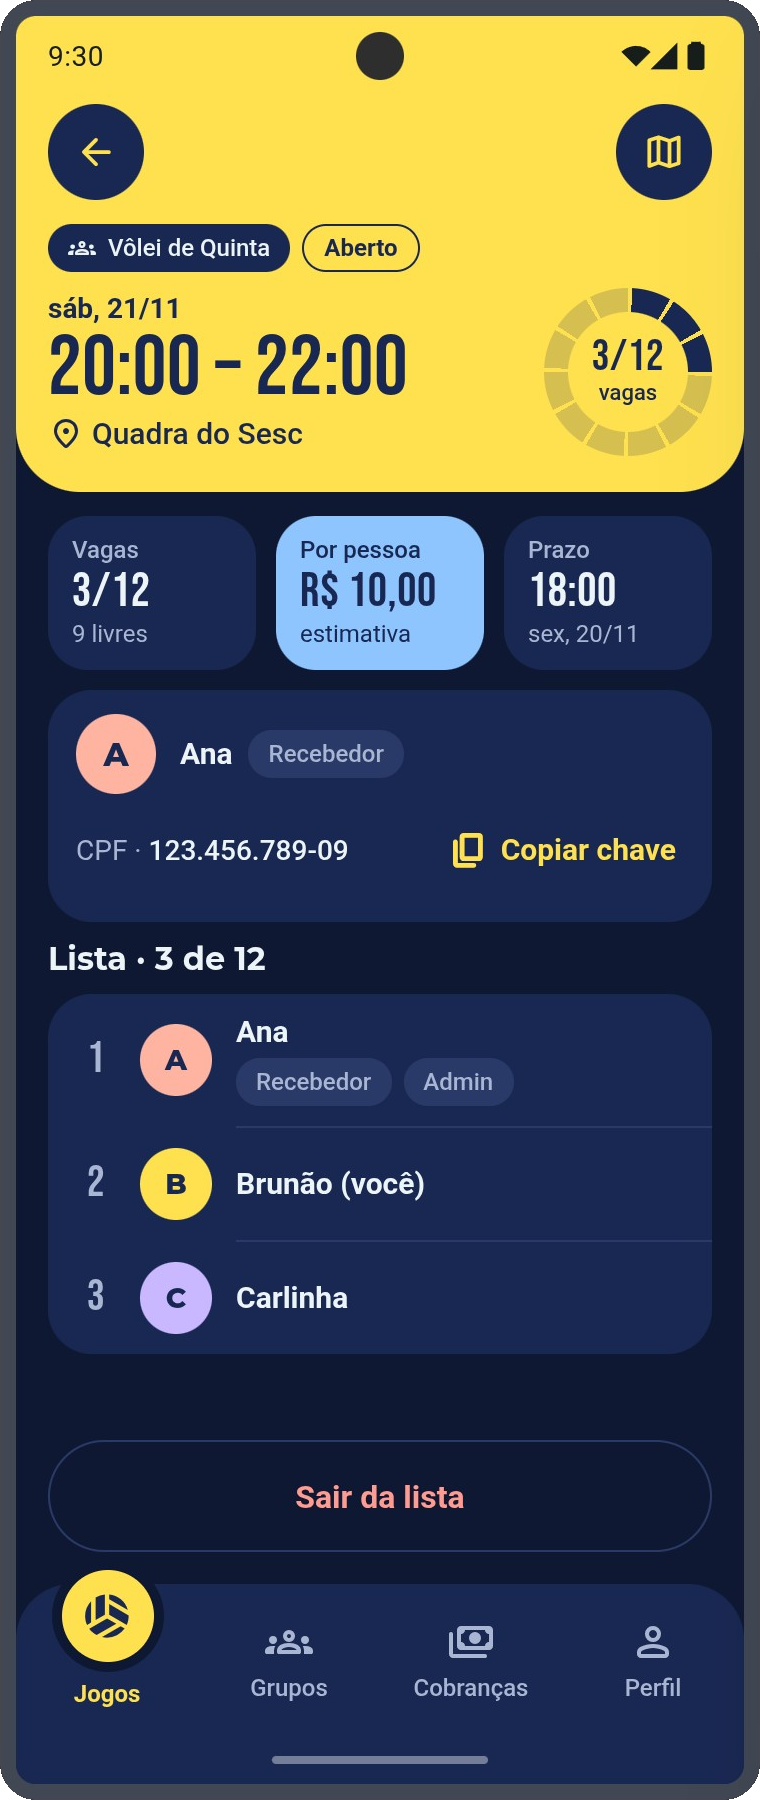 9:30
Vôlei de Quinta
Aberto
sáb, 21/11
20:00 – 22:00
Quadra do Sesc
3/12
vagas
Vagas
3/12
9 livres
Por pessoa
R$ 10,00
estimativa
Prazo
18:00
sex, 20/11
A
Ana
Recebedor
CPF · 123.456.789-09
Copiar chave
Lista · 3 de 12
1
A
Ana
Recebedor
Admin
2
B
Brunão (você)
3
C
Carlinha
Sair da lista
Jogos
Grupos
Cobranças
Perfil